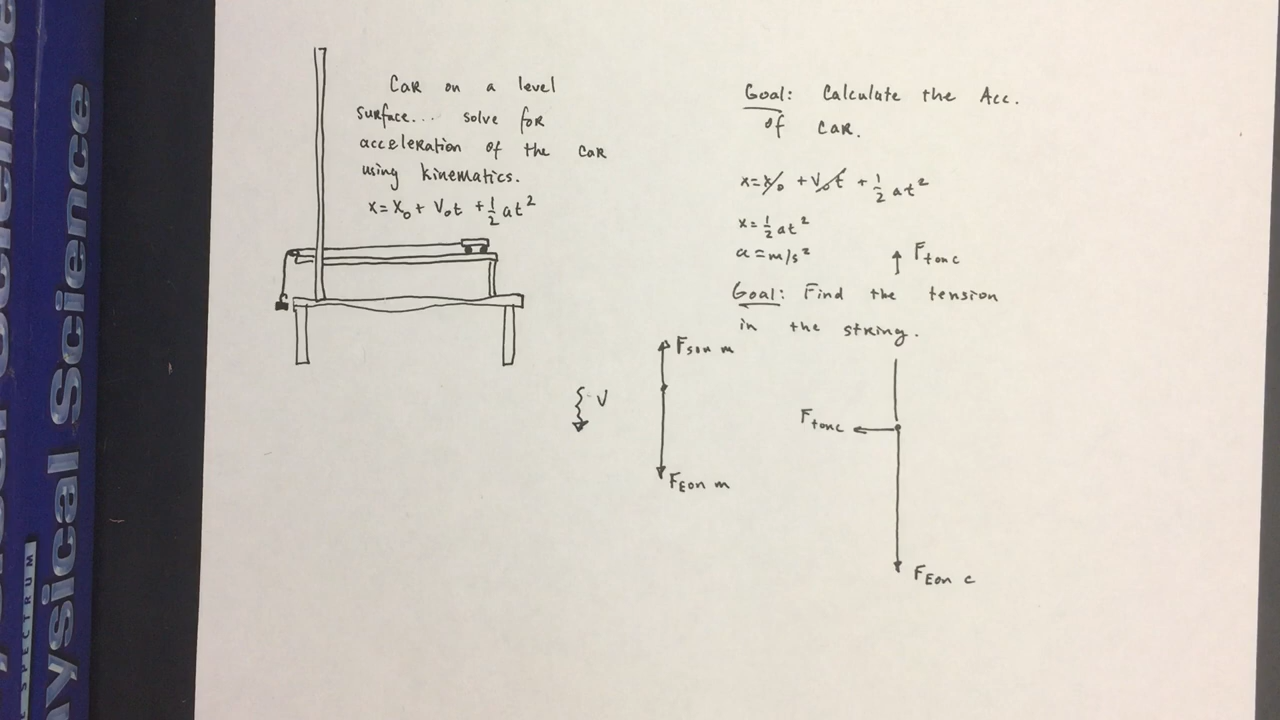 Car on a level
surface... solve for
acceleration of the car
using kinematics.
x = x₀ + v₀t + ½ at²
Goal: Calculate the Acc.
of car.
x = x₀ + v₀t + ½ at²
x = ½ at²
a = m/s²
Goal: Find the tension
in the string.
F t on c
F s on m
V
F E on m
F t on c
F E on c
Physical Science
SPECTRUM